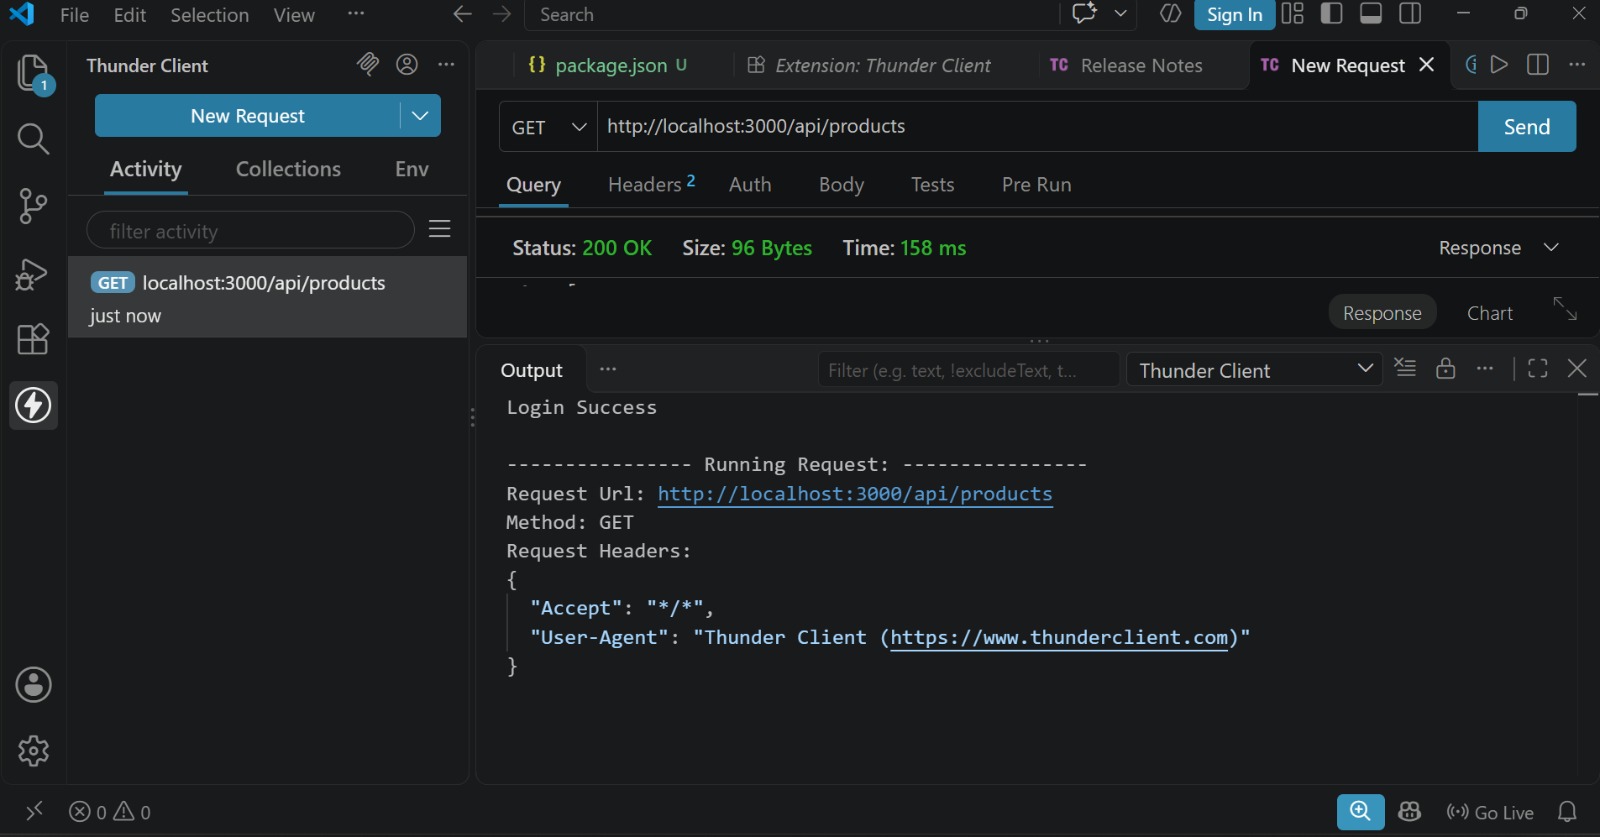 File Edit Selection View ··· Search Sign In
Thunder Client
{} package.json U Extension: Thunder Client TC Release Notes TC New Request
1
New Request
GET http://localhost:3000/api/products Send
Activity Collections Env
Query Headers 2 Auth Body Tests Pre Run
filter activity
Status: 200 OK Size: 96 Bytes Time: 158 ms Response
GET localhost:3000/api/products
just now
Response Chart
Output ··· Filter (e.g. text, !excludeText, t... Thunder Client
Login Success
---------------- Running Request: ----------------
Request Url: http://localhost:3000/api/products
Method: GET
Request Headers:
{
"Accept": "*/*",
"User-Agent": "Thunder Client (https://www.thunderclient.com)"
}
0 0 Go Live